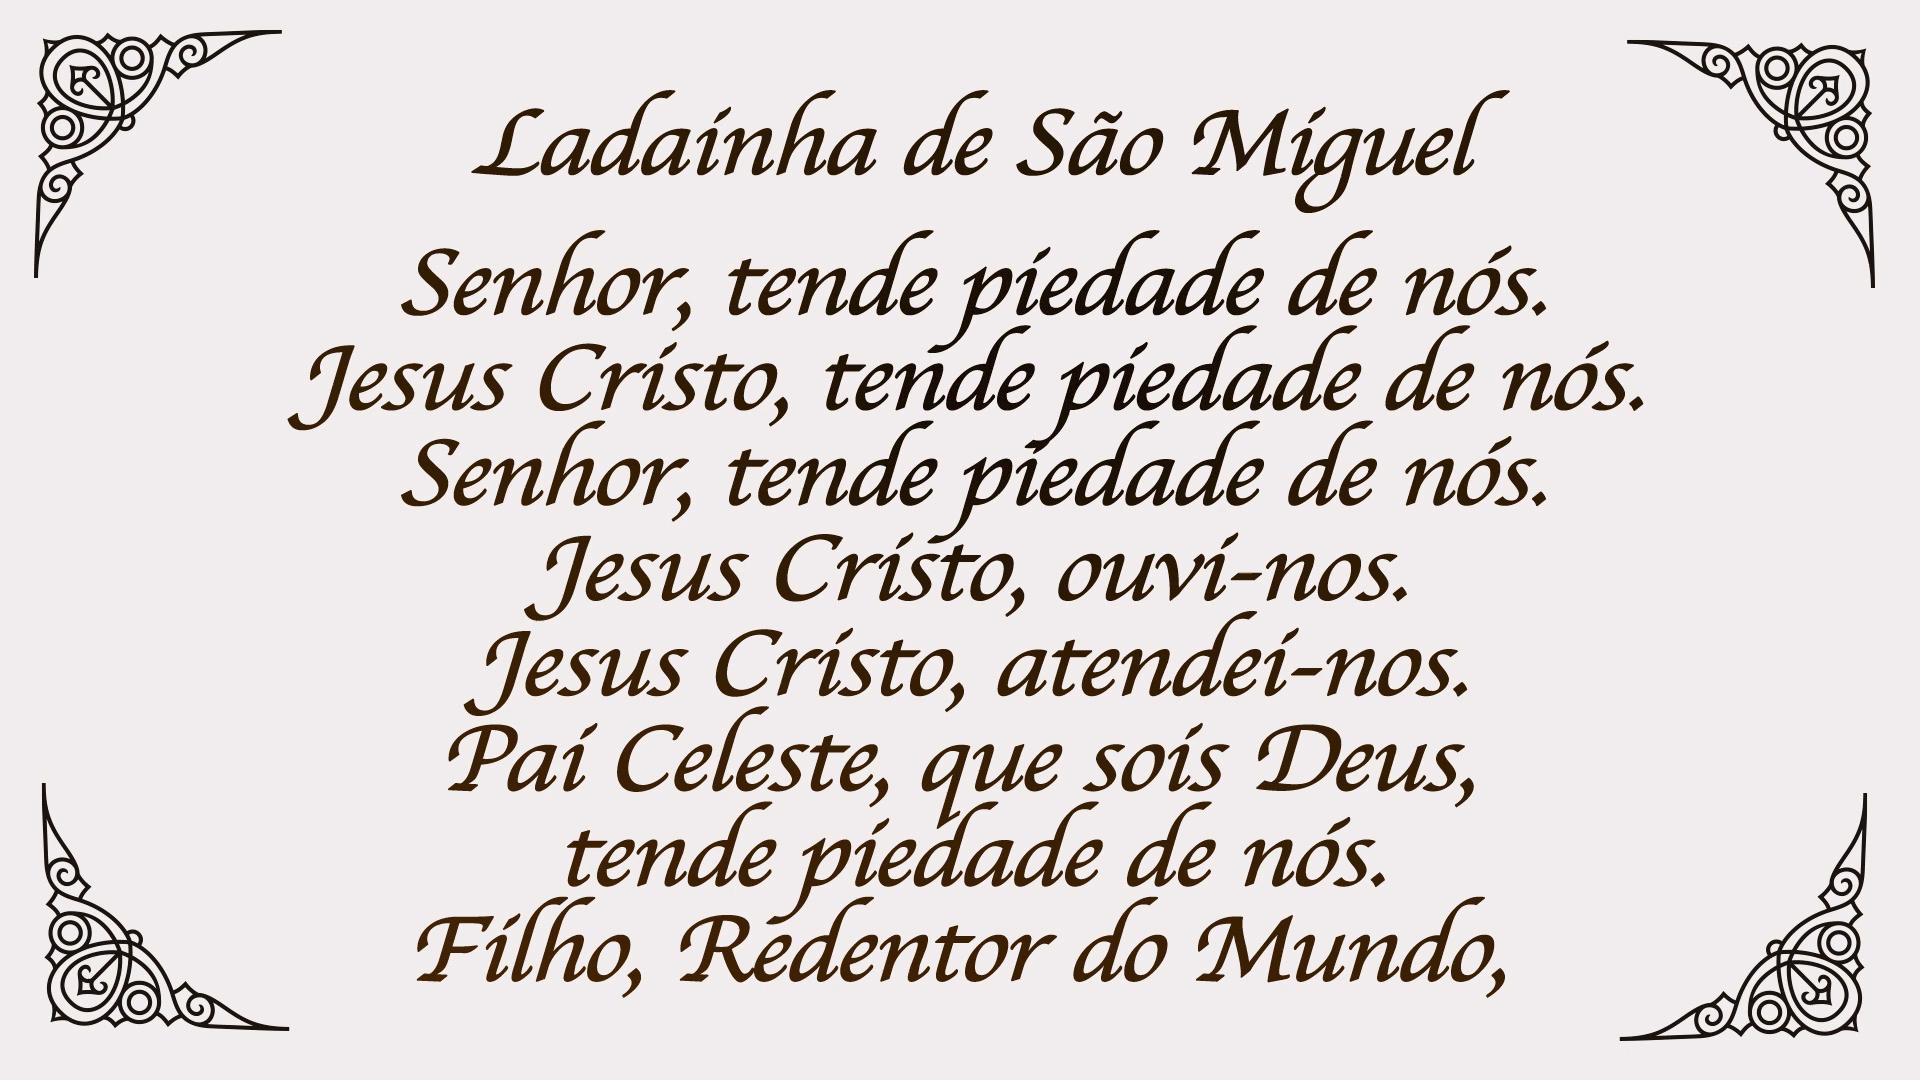 Ladainha de São Miguel
Senhor, tende piedade de nós.
Jesus Cristo, tende piedade de nós.
Senhor, tende piedade de nós.
Jesus Cristo, ouvi-nos.
Jesus Cristo, atendei-nos.
Pai Celeste, que sois Deus,
tende piedade de nós.
Filho, Redentor do Mundo,